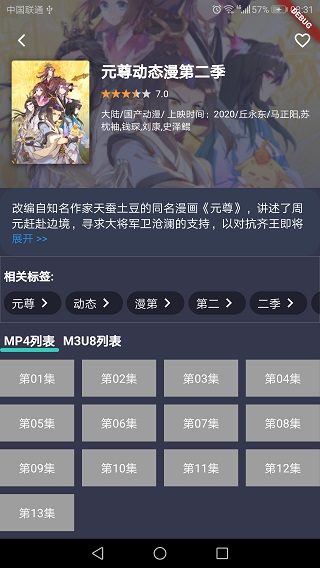 中国联通 57% 08:31
DEBUG
元尊动态漫第二季
7.0
大陆/国产动漫/ 上映时间：2020/丘永东/马正阳,苏
枕袖,钱琛,刘康,史泽鲲
改编自知名作家天蚕土豆的同名漫画《元尊》，讲述了周
元赶赴边境，寻求大将军卫沧澜的支持，以对抗齐王即将
展开 >>
相关标签:
元尊 动态 漫第 第二 二季
MP4列表 M3U8列表
第01集 第02集 第03集 第04集
第05集 第06集 第07集 第08集
第09集 第10集 第11集 第12集
第13集